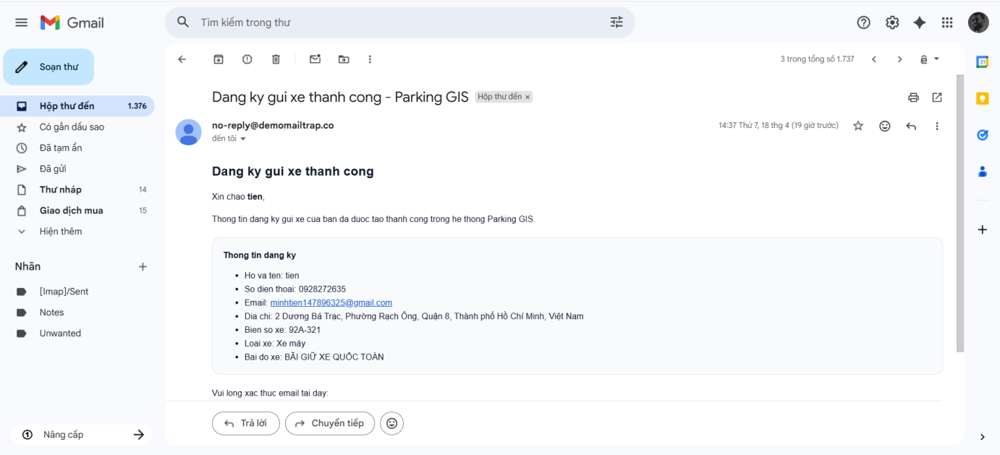 Gmail
Tìm kiếm trong thư
Soạn thư
3 trong tổng số 1.737
Hộp thư đến 1.376
Có gắn dấu sao
Đã tạm ẩn
Đã gửi
Thư nháp 14
Giao dịch mua 15
Hiện thêm
Nhãn
[Imap]/Sent
Notes
Unwanted
Nâng cấp
Dang ky gui xe thanh cong - Parking GIS Hộp thư đến ×
no-reply@demomailtrap.co 14:37 Thứ 7, 18 thg 4 (19 giờ trước)
đến tôi
Dang ky gui xe thanh cong
Xin chao tien,
Thong tin dang ky gui xe cua ban da duoc tao thanh cong trong he thong Parking GIS.
Thong tin dang ky
• Ho va ten: tien
• So dien thoai: 0928272635
• Email: minhtien147896325@gmail.com
• Dia chi: 2 Dương Bá Trạc, Phường Rạch Ông, Quận 8, Thành phố Hồ Chí Minh, Việt Nam
• Bien so xe: 92A-321
• Loai xe: Xe máy
• Bai do xe: BÃI GIỮ XE QUỐC TOÀN
Vui long xac thuc email tai day:
Trả lời
Chuyển tiếp
31